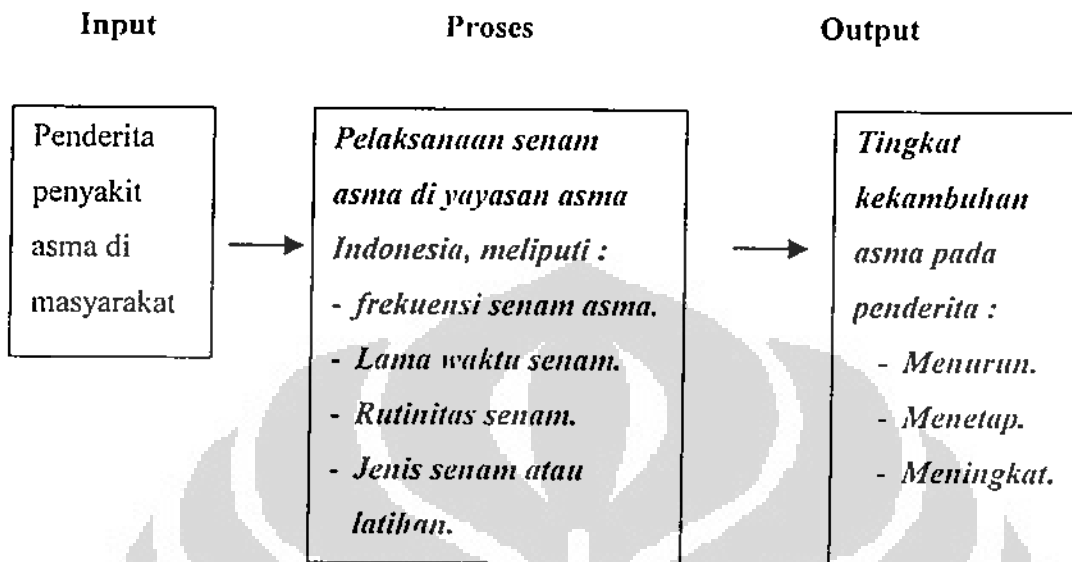 Input
Proses
Output
Penderita
penyakit
asma di
masyarakat
Pelaksanaan senam
asma di yayasan asma
Indonesia, meliputi :
- frekuensi senam asma.
- Lama waktu senam.
- Rutinitas senam.
- Jenis senam atau
latihan.
Tingkat
kekambuhan
asma pada
penderita :
- Menurun.
- Menetap.
- Meningkat.